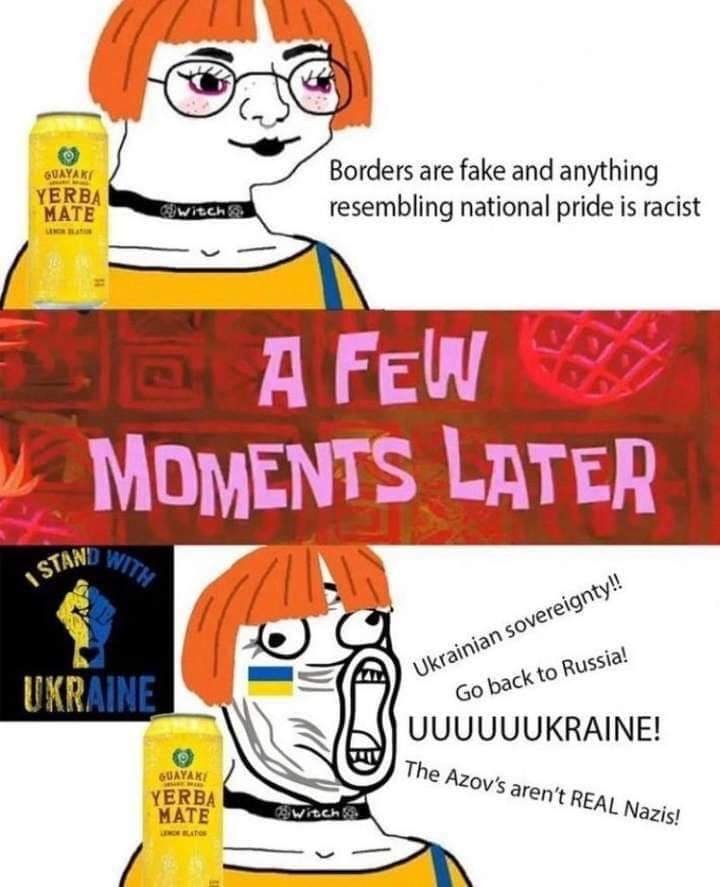 GUAYAKI
YERBA
MATE
witch
Borders are fake and anything
resembling national pride is racist
A FEW
MOMENTS LATER
I STAND WITH
UKRAINE
Ukrainian sovereignty!!
Go back to Russia!
UUUUUUKRAINE!
The Azov's aren't REAL Nazis!
GUAYAKI
YERBA
MATE
witch